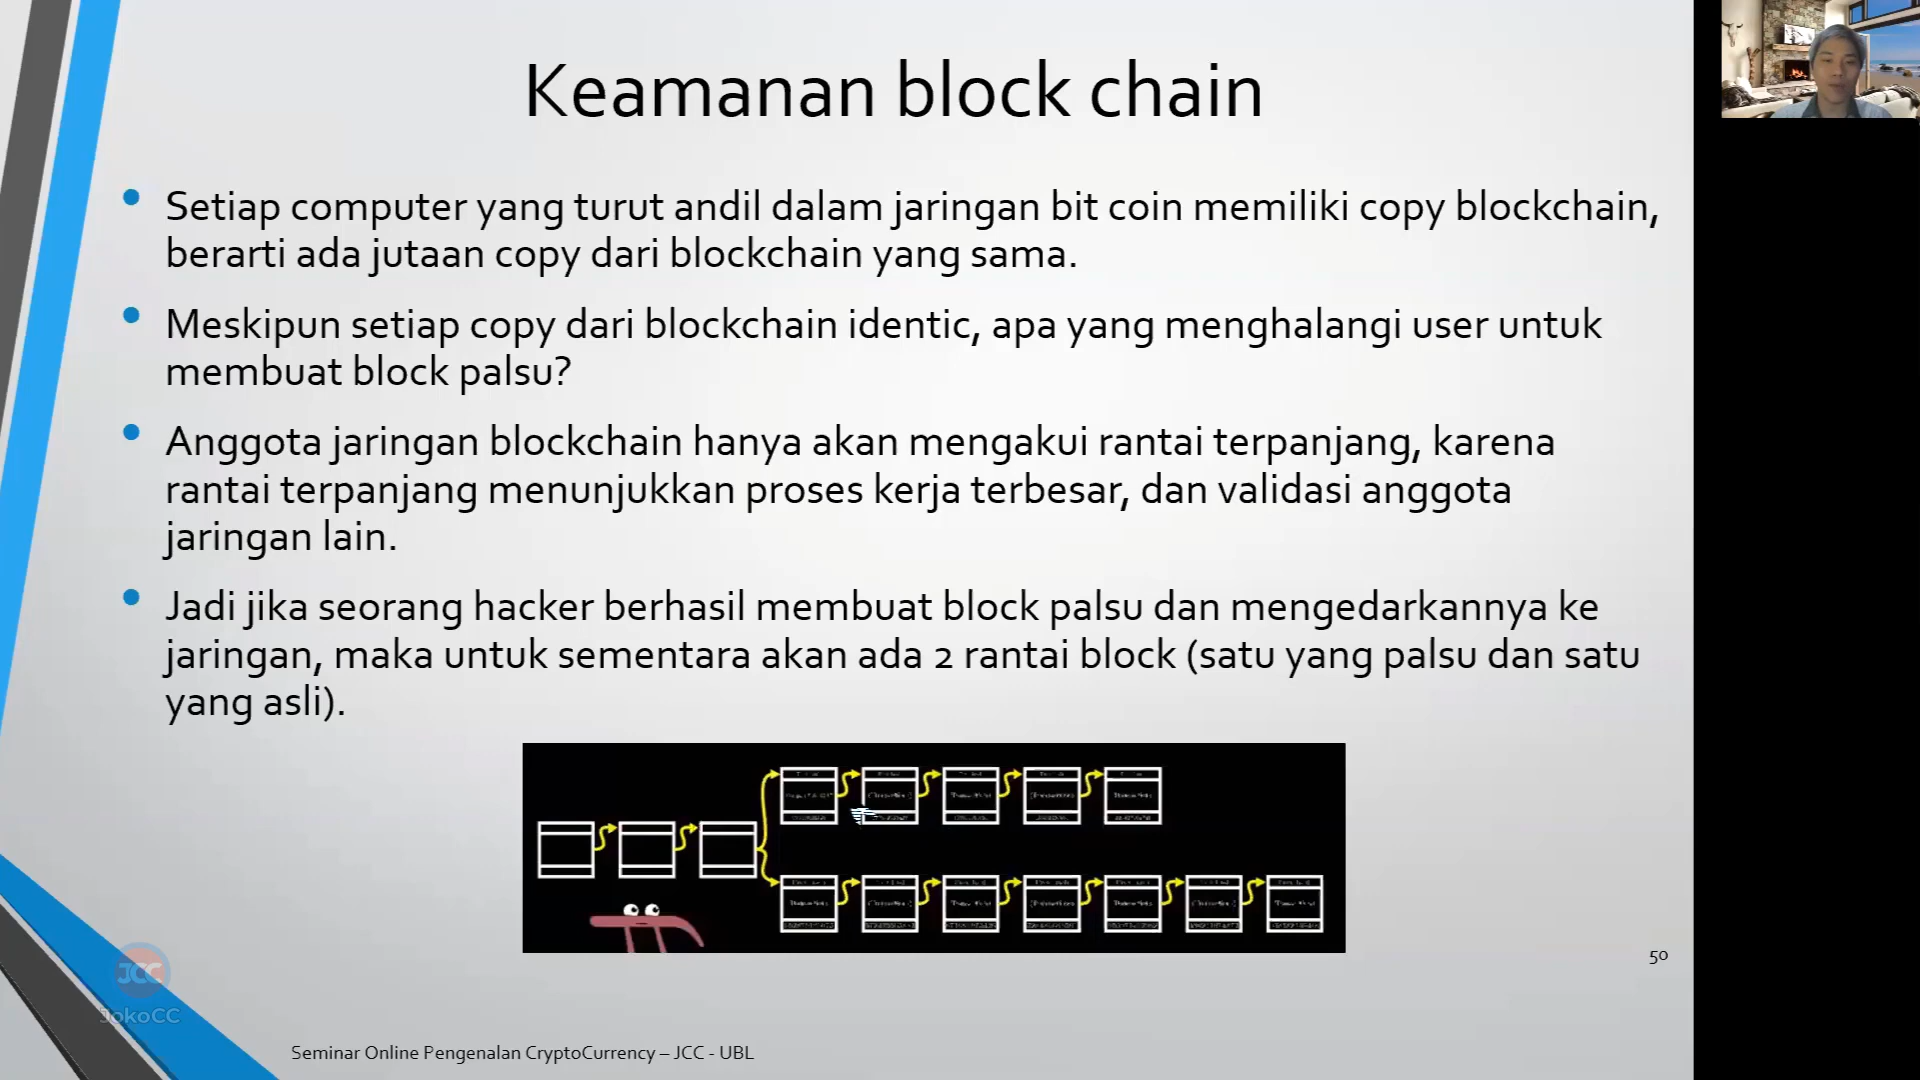 Keamanan block chain
Setiap computer yang turut andil dalam jaringan bit coin memiliki copy blockchain,
berarti ada jutaan copy dari blockchain yang sama.
Meskipun setiap copy dari blockchain identic, apa yang menghalangi user untuk
membuat block palsu?
Anggota jaringan blockchain hanya akan mengakui rantai terpanjang, karena
rantai terpanjang menunjukkan proses kerja terbesar, dan validasi anggota
jaringan lain.
Jadi jika seorang hacker berhasil membuat block palsu dan mengedarkannya ke
jaringan, maka untuk sementara akan ada 2 rantai block (satu yang palsu dan satu
yang asli).
50
JCC
JokoCC
Seminar Online Pengenalan CryptoCurrency – JCC - UBL